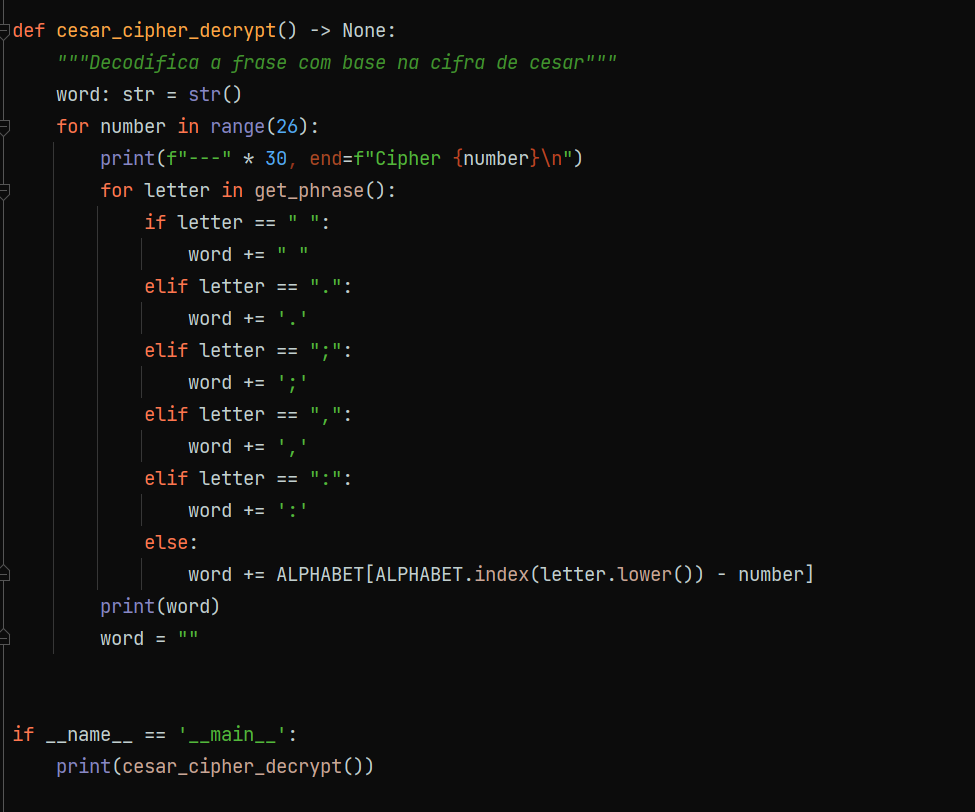 def cesar_cipher_decrypt() -> None:
    """Decodifica a frase com base na cifra de cesar"""
    word: str = str()
    for number in range(26):
        print(f"---" * 30, end=f"Cipher {number}\n")
        for letter in get_phrase():
            if letter == " ":
                word += " "
            elif letter == ".":
                word += '.'
            elif letter == ";":
                word += ';'
            elif letter == ",":
                word += ','
            elif letter == ":":
                word += ':'
            else:
                word += ALPHABET[ALPHABET.index(letter.lower()) - number]
        print(word)
        word = ""
if __name__ == '__main__':
    print(cesar_cipher_decrypt())